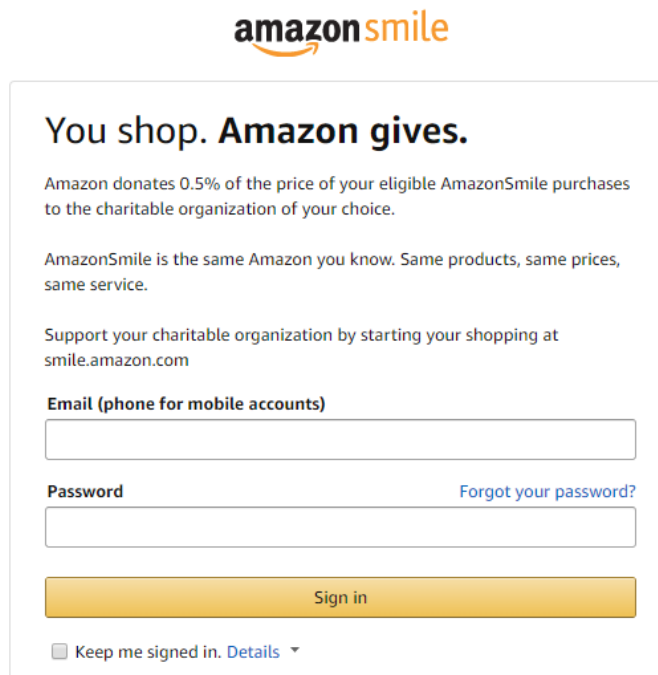 amazonsmile
You shop. Amazon gives.
Amazon donates 0.5% of the price of your eligible AmazonSmile purchases
to the charitable organization of your choice.
AmazonSmile is the same Amazon you know. Same products, same prices,
same service.
Support your charitable organization by starting your shopping at
smile.amazon.com
Email (phone for mobile accounts)
Password Forgot your password?
Sign in
Keep me signed in. Details